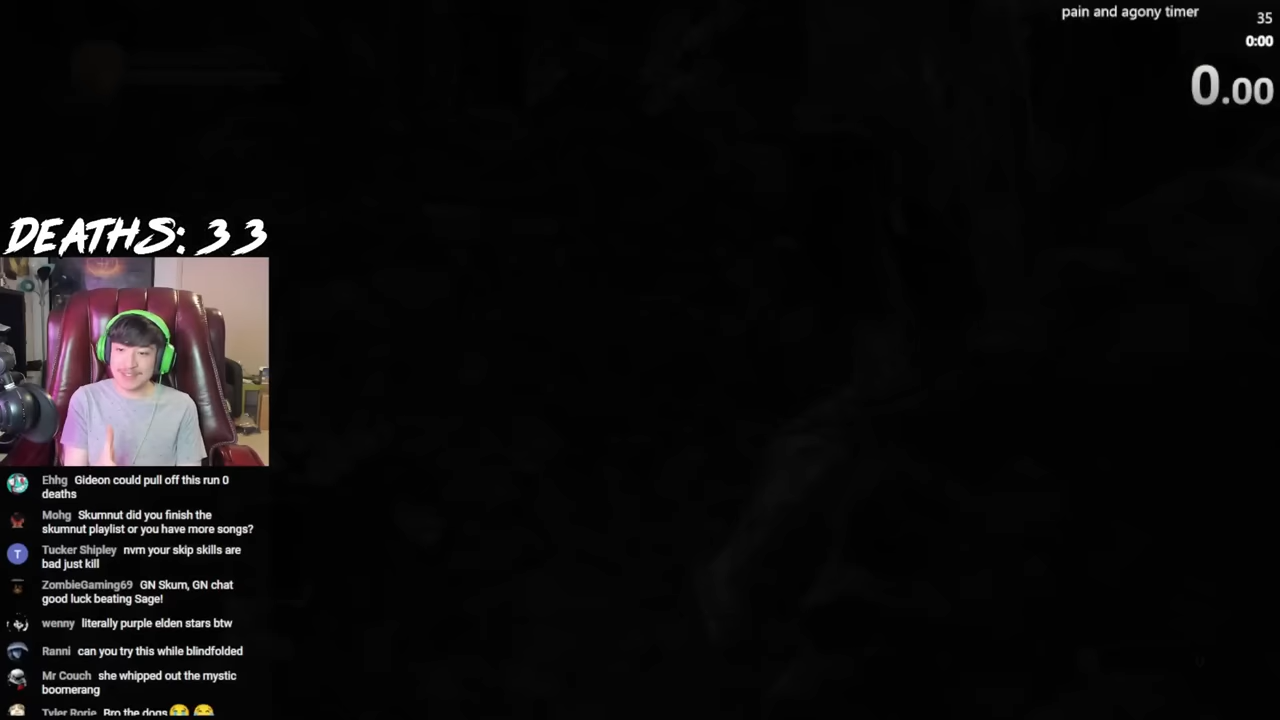 pain and agony timer
35
0:00
0.00
DEATHS: 33
Ehhg Gideon could pull off this run 0
deaths
Mohg Skumnut did you finish the
skumnut playlist or you have more songs?
T
Tucker Shipley nvm your skip skills are
bad just kill
ZombieGaming69 GN Skum, GN chat
good luck beating Sage!
wenny literally purple elden stars btw
Ranni can you try this while blindfolded
Mr Couch she whipped out the mystic
boomerang
Tyler Rorie Bro the dogs😭😂